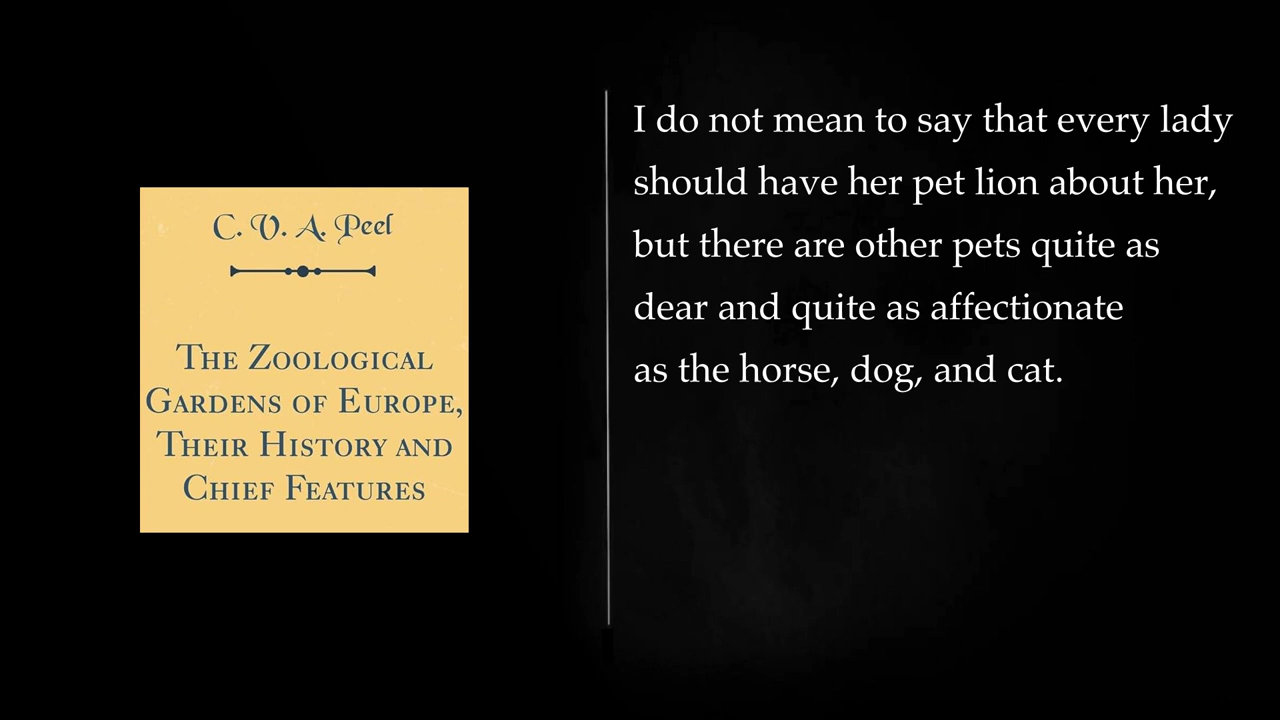 C. V. A. Peel
The Zoological
Gardens of Europe,
Their History and
Chief Features
I do not mean to say that every lady
should have her pet lion about her,
but there are other pets quite as
dear and quite as affectionate
as the horse, dog, and cat.